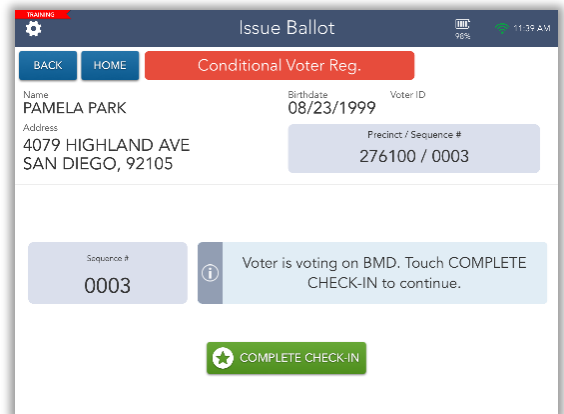 TRAINING
Issue Ballot
98%
11:39 AM
BACK
HOME
Conditional Voter Reg.
Name
PAMELA PARK
Birthdate
08/23/1999
Voter ID
Address
4079 HIGHLAND AVE
SAN DIEGO, 92105
Precinct / Sequence #
276100 / 0003
Sequence #
0003
Voter is voting on BMD. Touch COMPLETE
CHECK-IN to continue.
COMPLETE CHECK-IN